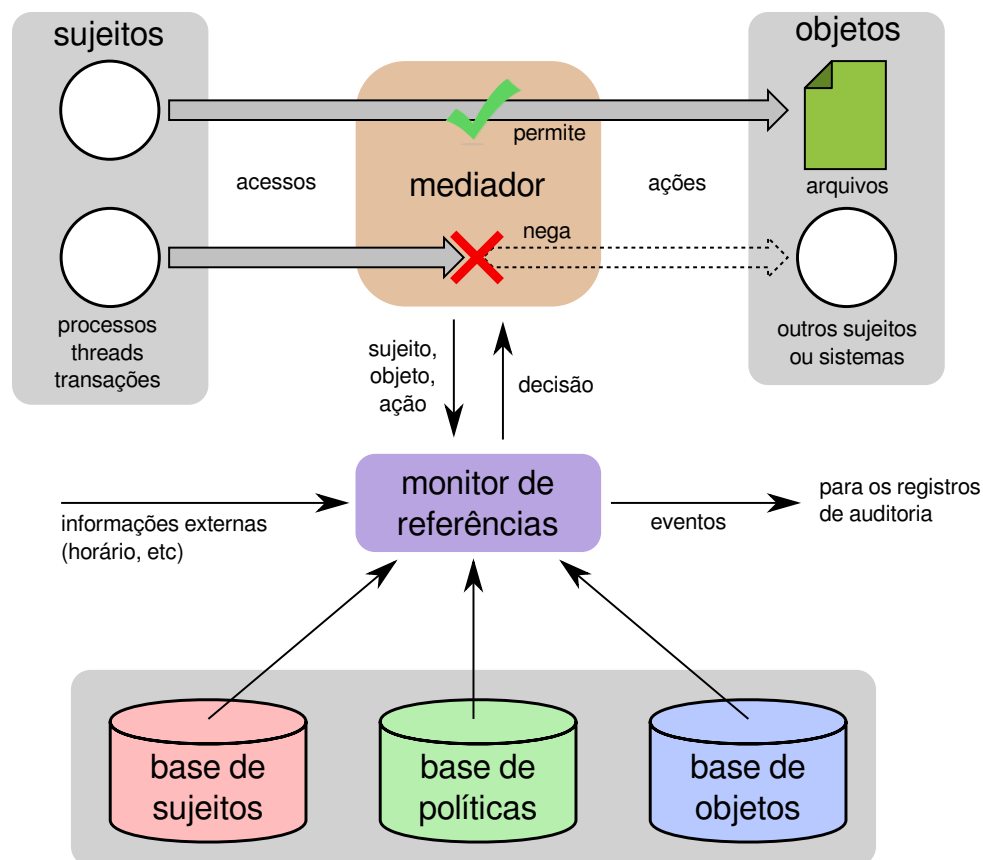 sujeitos
objetos
permite
acessos
mediador
ações
arquivos
nega
processos
threads
transações
outros sujeitos
ou sistemas
sujeito,
objeto,
ação
decisão
monitor de
referências
informações externas
(horário, etc)
eventos
para os registros
de auditoria
base de
sujeitos
base de
políticas
base de
objetos